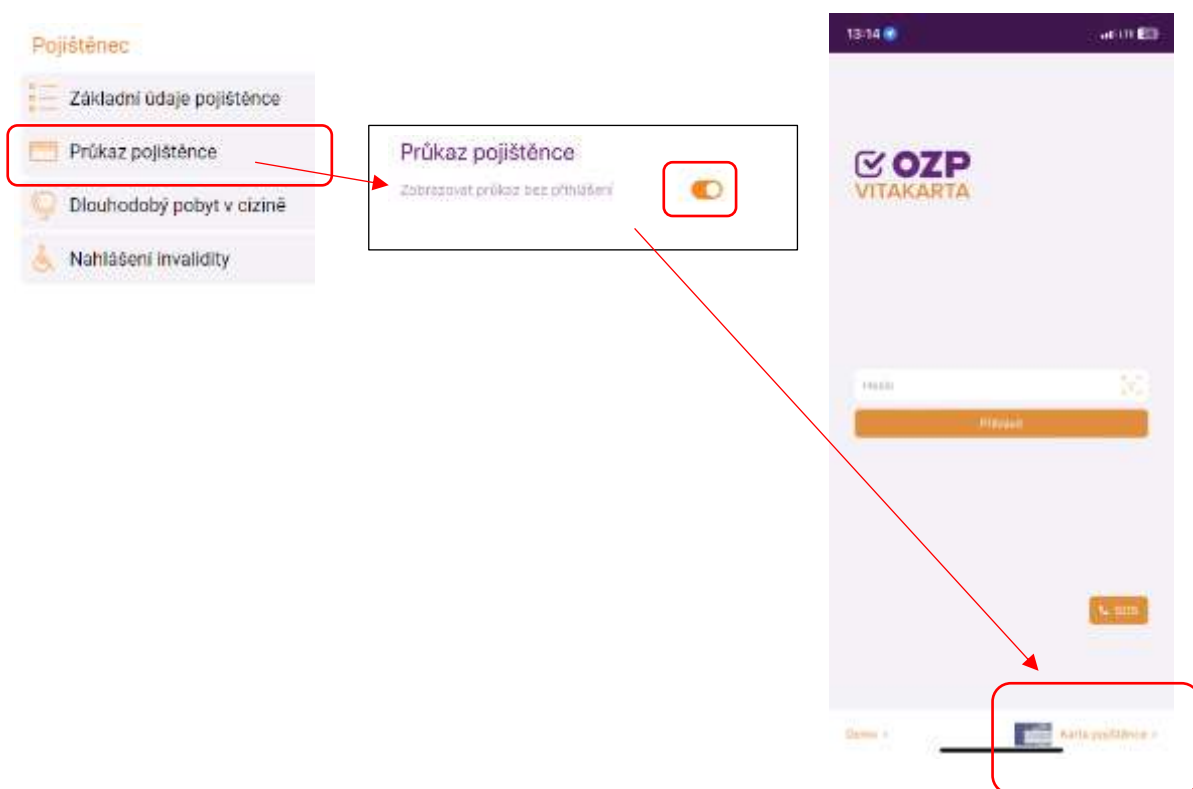 Pojištěnec
Základní údaje pojištěnce
Průkaz pojištěnce
Dlouhodobý pobyt v cizině
Nahlášení invalidity
Průkaz pojištěnce
Zobrazovat průkaz bez přihlášení
13:14
LTE
OZP
VITAKARTA
Heslo
Přihlásit
Demo >
Karta pojištěnce >